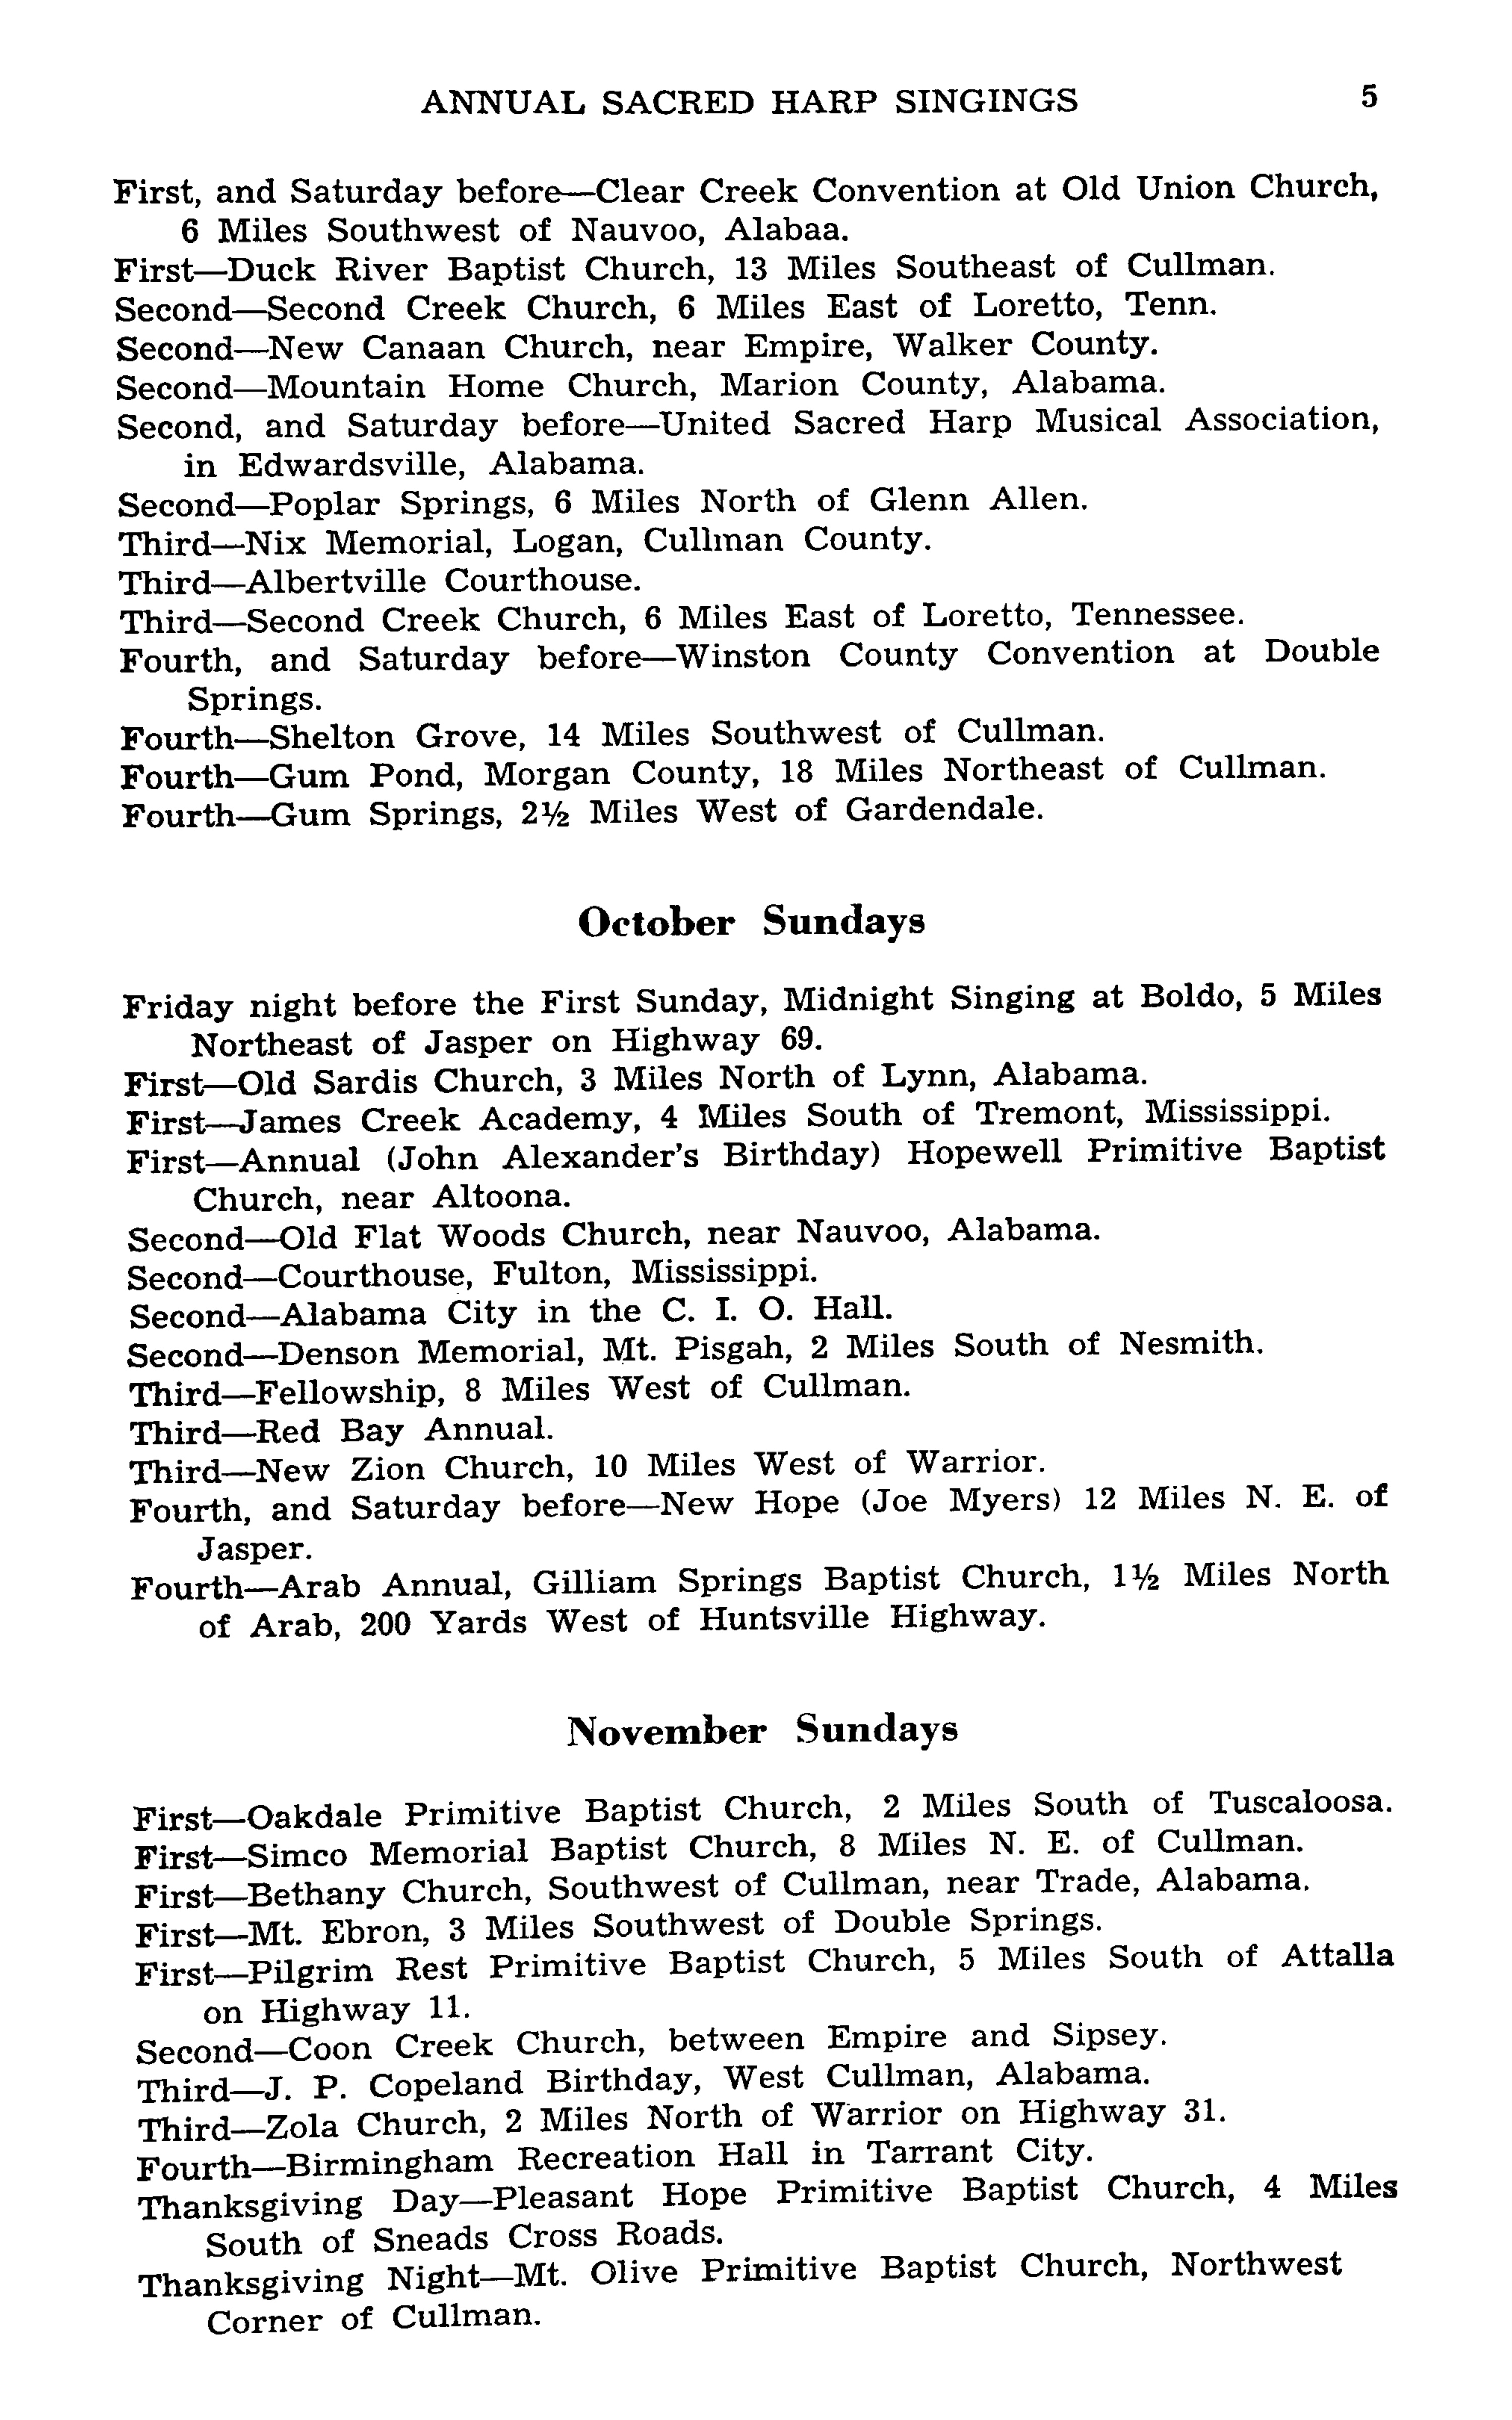 ANNUAL SACRED HARP SINGINGS 5
First, and Saturday before—Clear Creek Convention at Old Union Church,
6 Miles Southwest of Nauvoo, Alabaa.
First—Duck River Baptist Church, 13 Miles Southeast of Cullman.
Second—Second Creek Church, 6 Miles East of Loretto, Tenn.
Second—New Canaan Church, near Empire, Walker County.
Second—Mountain Home Church, Marion County, Alabama.
Second, and Saturday before—United Sacred Harp Musical Association,
in Edwardsville, Alabama.
Second—Poplar Springs, 6 Miles North of Glenn Allen.
Third—Nix Memorial, Logan, Cullman County.
Third—Albertville Courthouse.
Third—Second Creek Church, 6 Miles East of Loretto, Tennessee.
Fourth, and Saturday before—Winston County Convention at Double
Springs.
Fourth—Shelton Grove, 14 Miles Southwest of Cullman.
Fourth—Gum Pond, Morgan County, 18 Miles Northeast of Cullman.
Fourth—Gum Springs, 2½ Miles West of Gardendale.
October Sundays
Friday night before the First Sunday, Midnight Singing at Boldo, 5 Miles
Northeast of Jasper on Highway 69.
First—Old Sardis Church, 3 Miles North of Lynn, Alabama.
First—James Creek Academy, 4 Miles South of Tremont, Mississippi.
First—Annual (John Alexander's Birthday) Hopewell Primitive Baptist
Church, near Altoona.
Second—Old Flat Woods Church, near Nauvoo, Alabama.
Second—Courthouse, Fulton, Mississippi.
Second—Alabama City in the C. I. O. Hall.
Second—Denson Memorial, Mt. Pisgah, 2 Miles South of Nesmith.
Third—Fellowship, 8 Miles West of Cullman.
Third—Red Bay Annual.
Third—New Zion Church, 10 Miles West of Warrior.
Fourth, and Saturday before—New Hope (Joe Myers) 12 Miles N. E. of
Jasper.
Fourth—Arab Annual, Gilliam Springs Baptist Church, 1½ Miles North
of Arab, 200 Yards West of Huntsville Highway.
November Sundays
First—Oakdale Primitive Baptist Church, 2 Miles South of Tuscaloosa.
First—Simco Memorial Baptist Church, 8 Miles N. E. of Cullman.
First—Bethany Church, Southwest of Cullman, near Trade, Alabama.
First—Mt. Ebron, 3 Miles Southwest of Double Springs.
First—Pilgrim Rest Primitive Baptist Church, 5 Miles South of Attalla
on Highway 11.
Second—Coon Creek Church, between Empire and Sipsey.
Third—J. P. Copeland Birthday, West Cullman, Alabama.
Third—Zola Church, 2 Miles North of Warrior on Highway 31.
Fourth—Birmingham Recreation Hall in Tarrant City.
Thanksgiving Day—Pleasant Hope Primitive Baptist Church, 4 Miles
South of Sneads Cross Roads.
Thanksgiving Night—Mt. Olive Primitive Baptist Church, Northwest
Corner of Cullman.